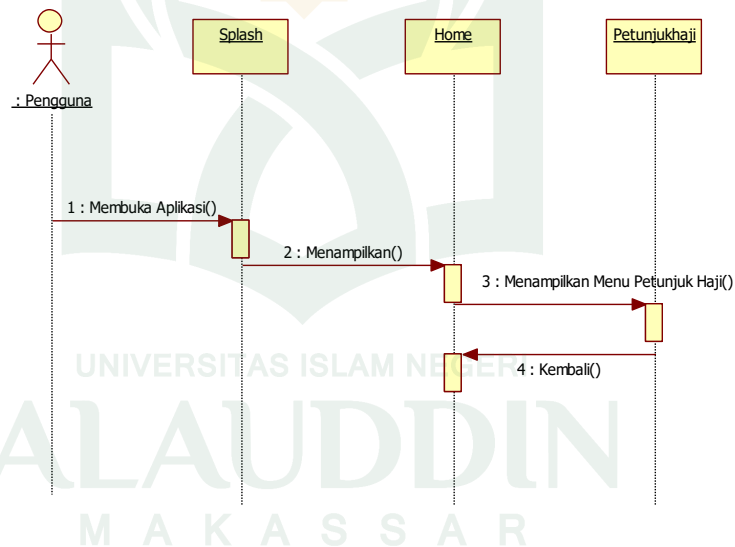 Splash
Home
Petunjukhaji
: Pengguna
1 : Membuka Aplikasi()
2 : Menampilkan()
3 : Menampilkan Menu Petunjuk Haji()
4 : Kembali()
UNIVERSITAS ISLAM NEGERI
ALAUDDIN
MAKASSAR